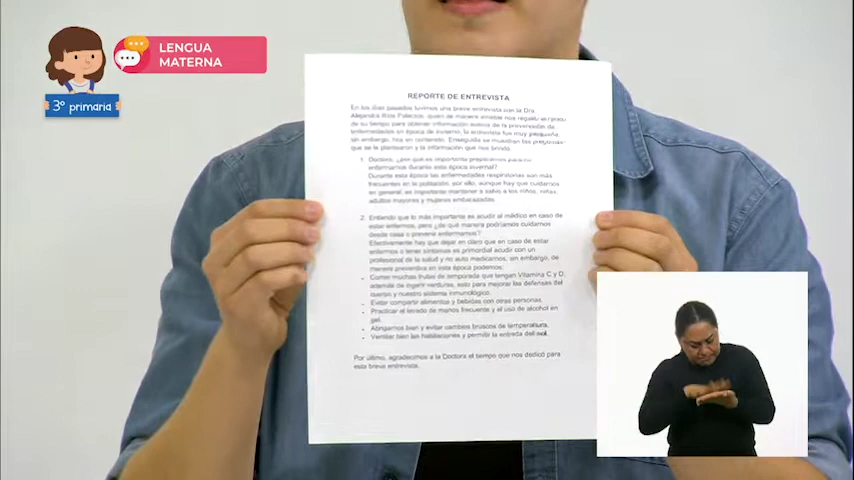 LENGUA
MATERNA
3º primaria
REPORTE DE ENTREVISTA
En los días pasados tuvimos una breve entrevista con la Dra.
Alejandra Ríos quien de manera amable nos regaló
de su tiempo para obtener información acerca de la prevención de
enfermedades en época de invierno, la entrevista fue muy pequeña,
sin embargo, hoy en contenido. Enseguida se muestran las preguntas
que se le plantearon y la información que nos brindó.
1. Doctora, ¿por qué es importante prepararnos para no
enfermarnos durante esta época invernal?
Durante esta época las enfermedades respiratorias son más
frecuentes en la población, por ello, aunque hay que cuidarnos
en general, es importante mantener a salvo a los niños, niñas,
adultos mayores y mujeres embarazadas.
2. Entiendo que lo más importante es acudir al médico en caso de
estar enfermos, pero ¿de qué manera podríamos cuidarnos
desde casa o prevenir enfermarnos?
Efectivamente hay que dejar en claro que en caso de estar
enfermos o tener síntomas es primordial acudir con un
profesional de la salud y no auto medicarnos, sin embargo, de
manera preventiva en esta época podemos:
- Comer muchas frutas de temporada que tengan Vitamina C y D,
además de ingerir verduras, esto para mejorar las defensas del
cuerpo y nuestro sistema inmunológico.
- Evitar compartir alimentos y bebidas con otras personas.
- Practicar el lavado de manos frecuente y el uso de alcohol en
gel.
- Abrigarnos bien y evitar cambios bruscos de temperatura.
- Ventilar bien las habitaciones y permitir la entrada del sol.
Por último, agradecemos a la Doctora el tiempo que nos dedicó para
esta breve entrevista.